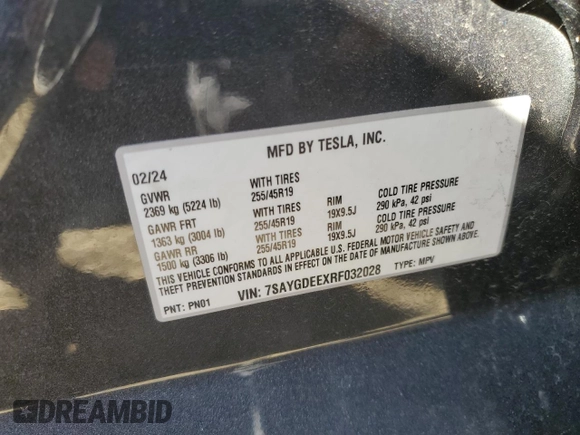 MFD BY TESLA, INC.
02/24
GVWR WITH TIRES RIM COLD TIRE PRESSURE
2369 kg (5224 lb) 255/45R19 19X9.5J 290 kPa, 42 psi
GAWR FRT WITH TIRES RIM COLD TIRE PRESSURE
1363 kg (3004 lb) 255/45R19 19X9.5J 290 kPa, 42 psi
GAWR RR WITH TIRES
1500 kg (3306 lb) 255/45R19
THIS VEHICLE CONFORMS TO ALL APPLICABLE U.S. FEDERAL MOTOR VEHICLE SAFETY AND
THEFT PREVENTION STANDARDS IN EFFECT ON THE DATE OF MANUFACTURE SHOWN ABOVE.
PNT: PN01 VIN: 7SAYGDEEXRF032028 TYPE: MPV
DREAMBID